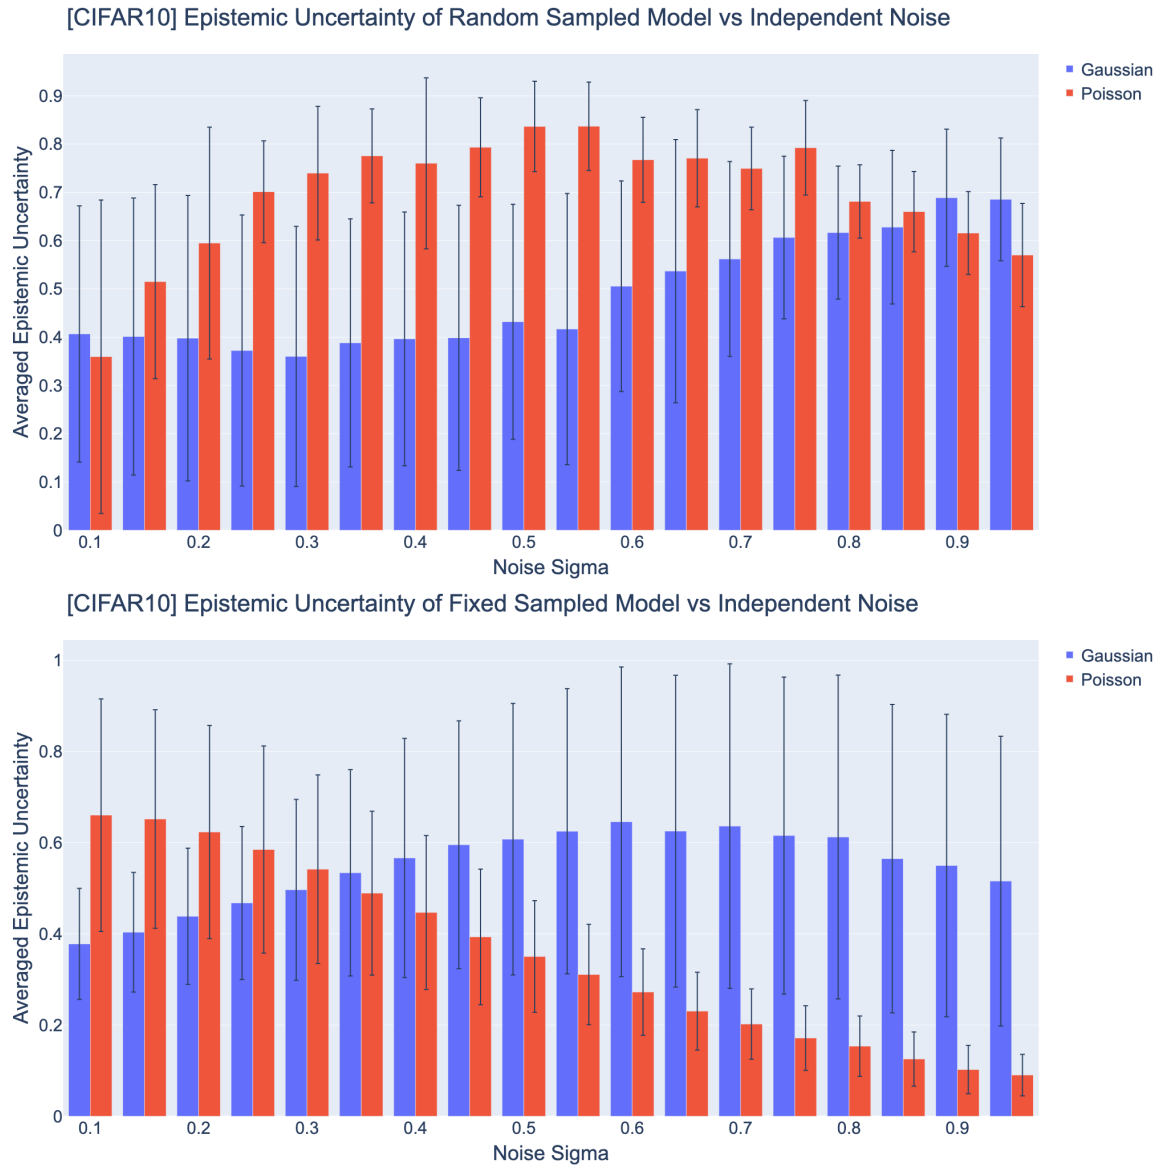 [CIFAR10] Epistemic Uncertainty of Random Sampled Model vs Independent Noise
Gaussian
Poisson
Averaged Epistemic Uncertainty
0.9
0.8
0.7
0.6
0.5
0.4
0.3
0.2
0.1
0
0.1 0.2 0.3 0.4 0.5 0.6 0.7 0.8 0.9
Noise Sigma
[CIFAR10] Epistemic Uncertainty of Fixed Sampled Model vs Independent Noise
Gaussian
Poisson
Averaged Epistemic Uncertainty
1
0.8
0.6
0.4
0.2
0
0.1 0.2 0.3 0.4 0.5 0.6 0.7 0.8 0.9
Noise Sigma